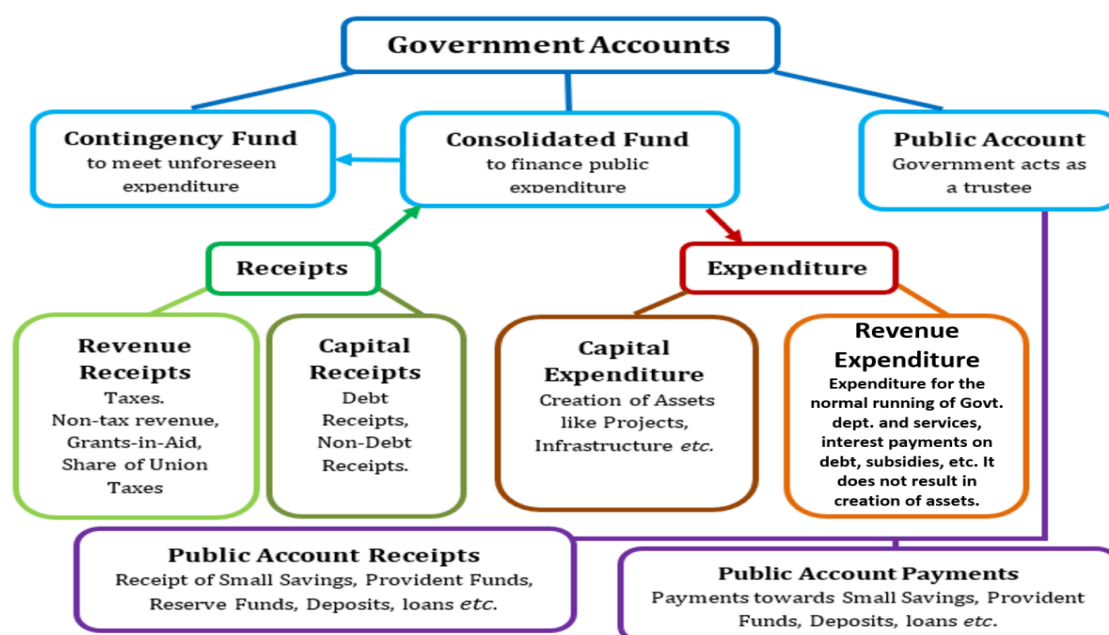 Government Accounts
Contingency Fund
to meet unforeseen
expenditure
Consolidated Fund
to finance public
expenditure
Public Account
Government acts as
a trustee
Receipts
Expenditure
Revenue
Receipts
Taxes.
Non-tax revenue,
Grants-in-Aid,
Share of Union
Taxes
Capital
Receipts
Debt
Receipts,
Non-Debt
Receipts.
Capital
Expenditure
Creation of Assets
like Projects,
Infrastructure etc.
Revenue
Expenditure
Expenditure for the
normal running of Govt.
dept. and services,
interest payments on
debt, subsidies, etc. It
does not result in
creation of assets.
Public Account Receipts
Receipt of Small Savings, Provident Funds,
Reserve Funds, Deposits, loans etc.
Public Account Payments
Payments towards Small Savings, Provident
Funds, Deposits, loans etc.